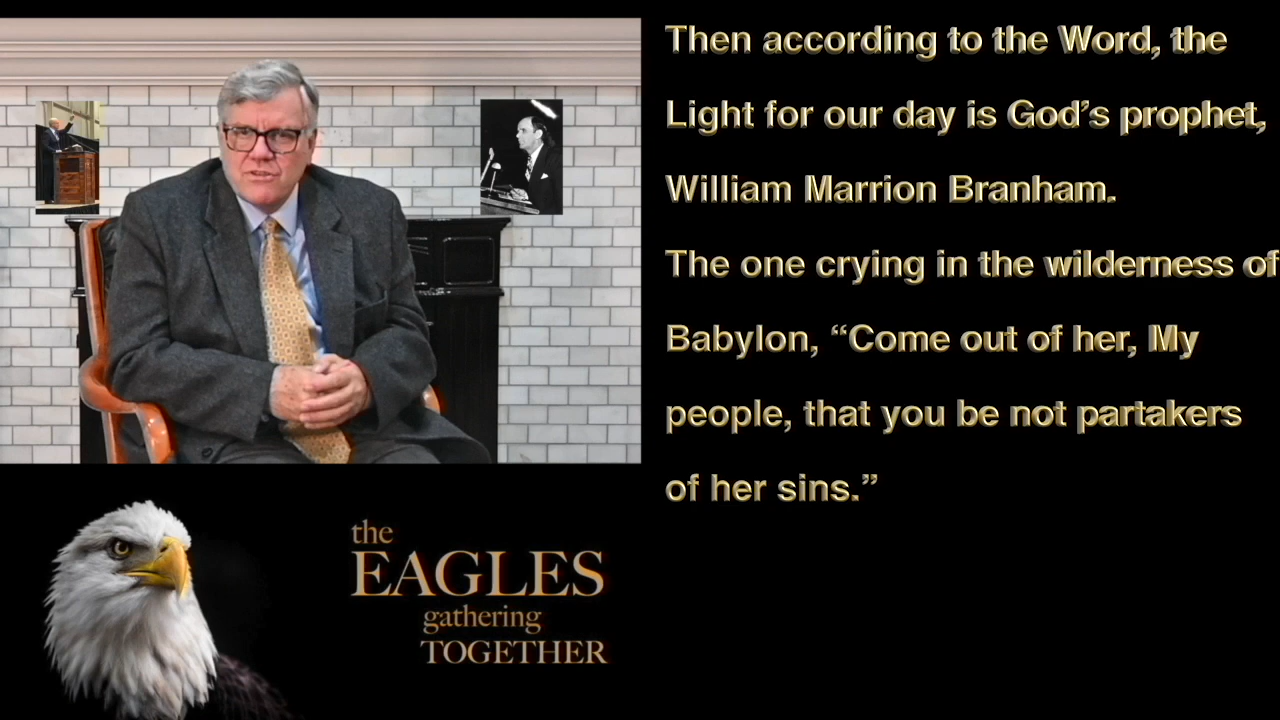 Then according to the Word, the
Light for our day is God’s prophet,
William Marrion Branham.
The one crying in the wilderness of
Babylon, “Come out of her, My
people, that you be not partakers
of her sins.”
the
EAGLES
gathering
TOGETHER